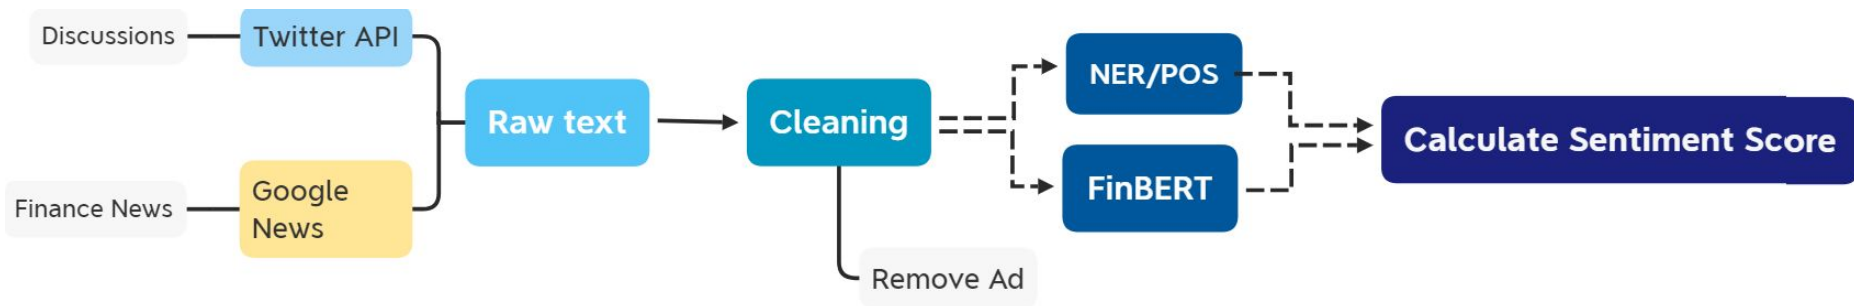 Discussions
Twitter API
Finance News
Google
News
Raw text
Cleaning
Remove Ad
NER/POS
FinBERT
Calculate Sentiment Score